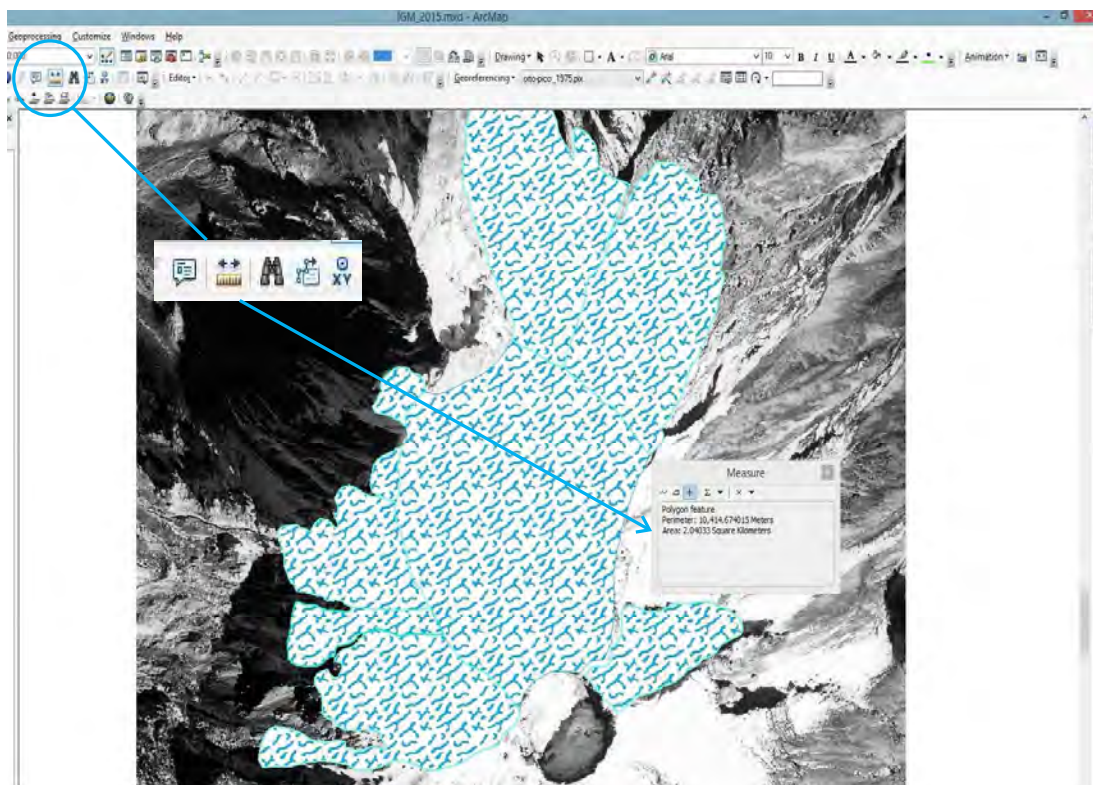 IGM_2015.mxd - ArcMap
Geoprocessing Customize Windows Help
Drawing A Arial 10 B I U A Animation
Editor Georeferencing
XY
Measure
Polygon feature
Perimeter: 10,414.674015 Meters
Area: 2.04033 Square Kilometers